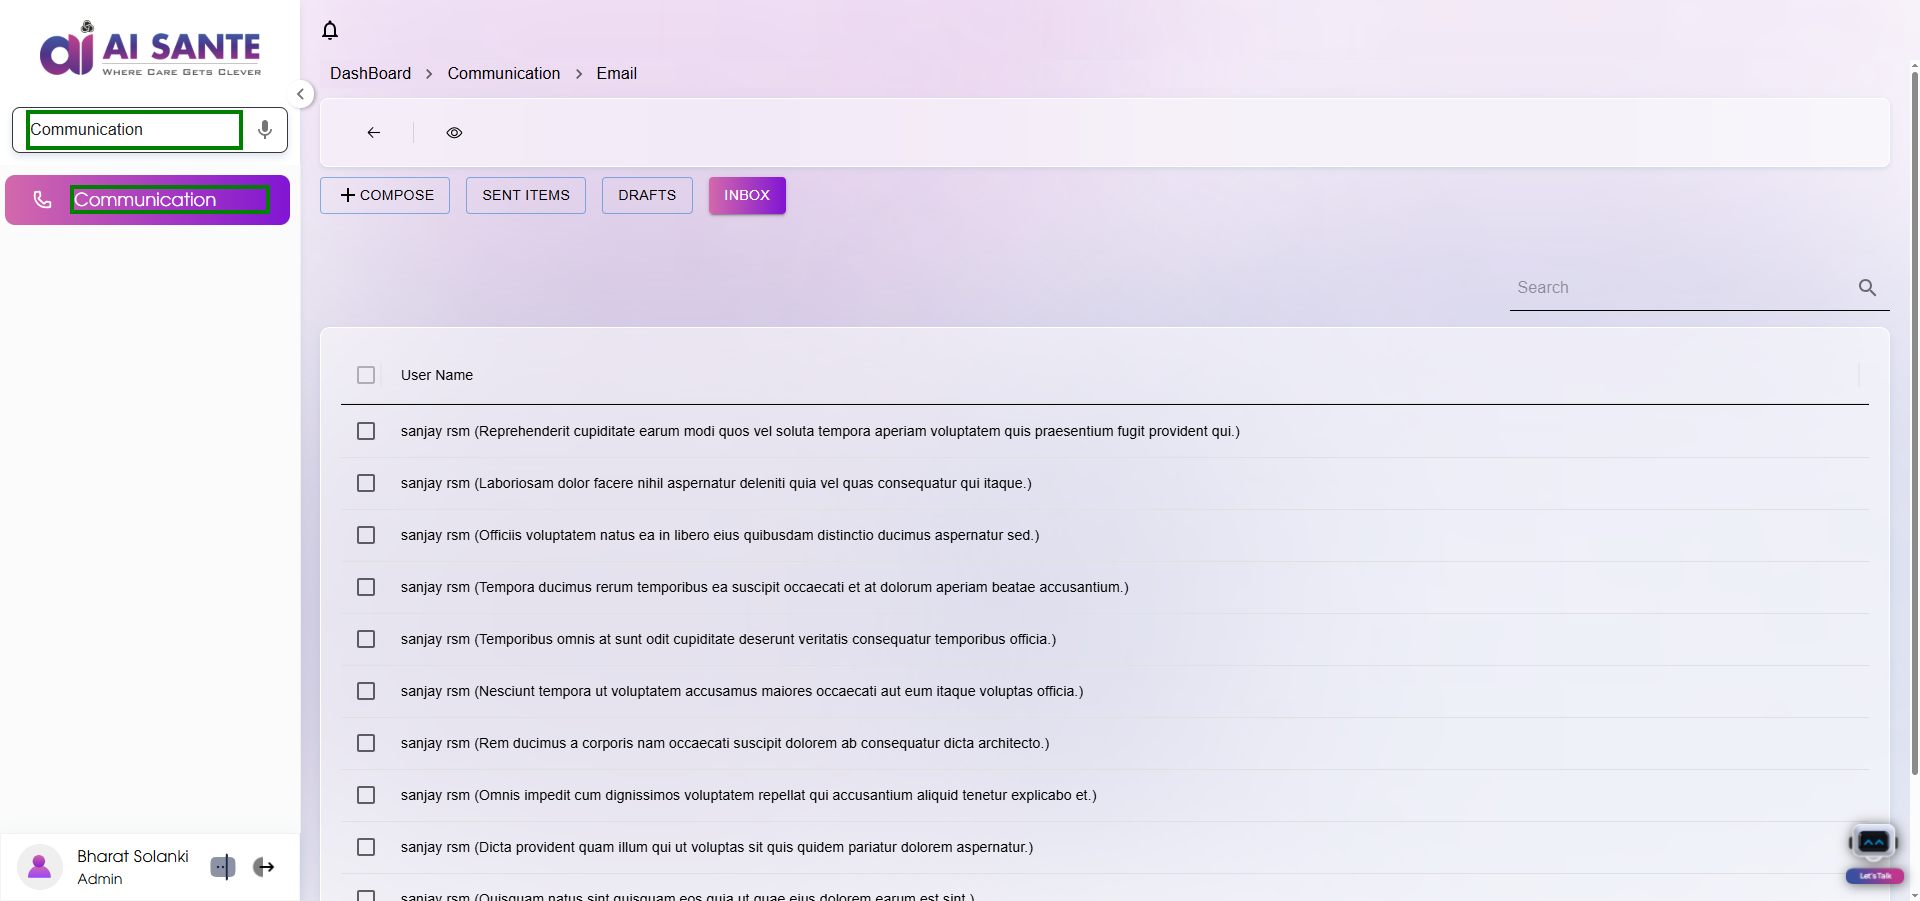 AI SANTE
WHERE CARE GETS CLEVER
Communication
Communication
Bharat Solanki
Admin
DashBoard > Communication > Email
COMPOSE SENT ITEMS DRAFTS INBOX
Search
User Name
sanjay rsm (Reprehenderit cupiditate earum modi quos vel soluta tempora aperiam voluptatem quis praesentium fugit provident qui.)
sanjay rsm (Laboriosam dolor facere nihil aspernatur deleniti quia vel quas consequatur qui itaque.)
sanjay rsm (Officiis voluptatem natus ea in libero eius quibusdam distinctio ducimus aspernatur sed.)
sanjay rsm (Tempora ducimus rerum temporibus ea suscipit occaecati et at dolorum aperiam beatae accusantium.)
sanjay rsm (Temporibus omnis at sunt odit cupiditate deserunt veritatis consequatur temporibus officia.)
sanjay rsm (Nesciunt tempora ut voluptatem accusamus maiores occaecati aut eum itaque voluptas officia.)
sanjay rsm (Rem ducimus a corporis nam occaecati suscipit dolorem ab consequatur dicta architecto.)
sanjay rsm (Omnis impedit cum dignissimos voluptatem repellat qui accusantium aliquid tenetur explicabo et.)
sanjay rsm (Dicta provident quam illum qui ut voluptas sit quis quidem pariatur dolorem aspernatur.)
sanjay rsm (Quisquam natus sint quisquam eos quia ut quae eius dolorem earum est sint.)
Let's Talk